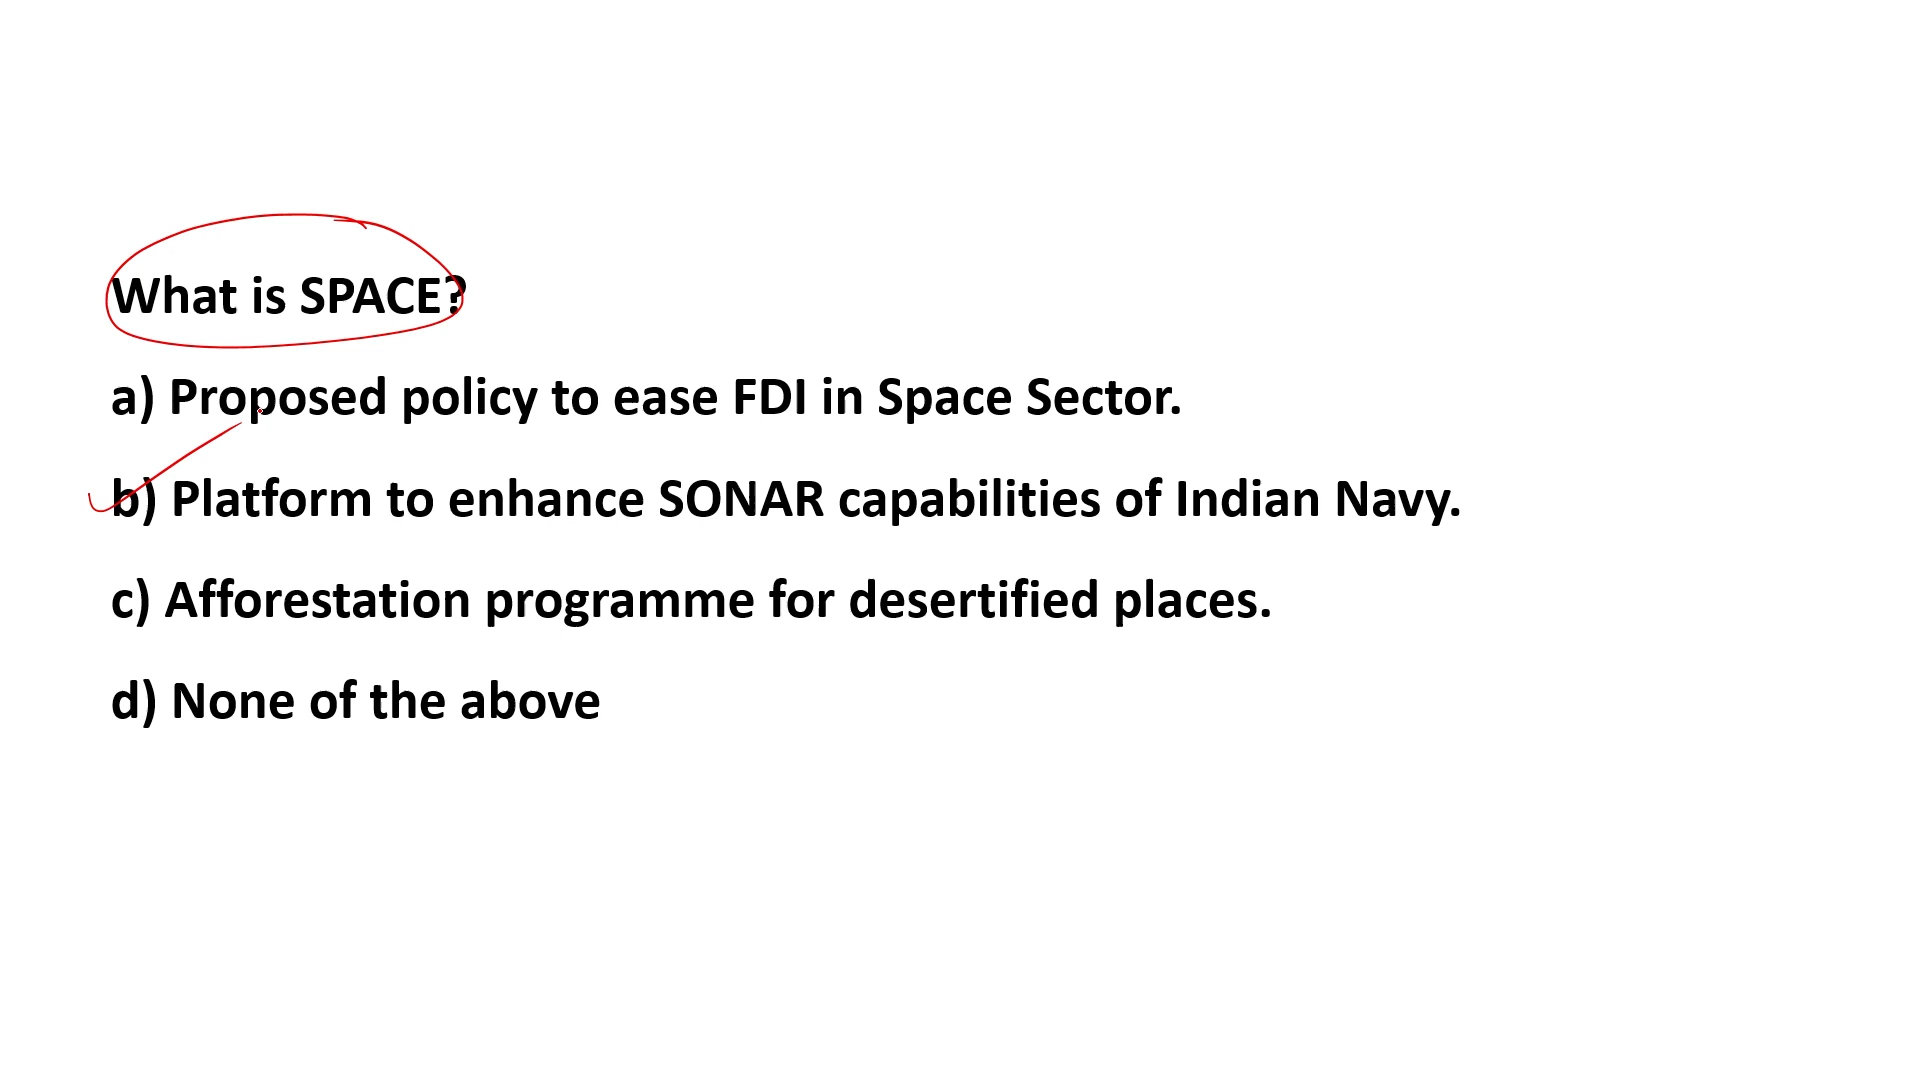 What is SPACE?
a) Proposed policy to ease FDI in Space Sector.
b) Platform to enhance SONAR capabilities of Indian Navy.
c) Afforestation programme for desertified places.
d) None of the above